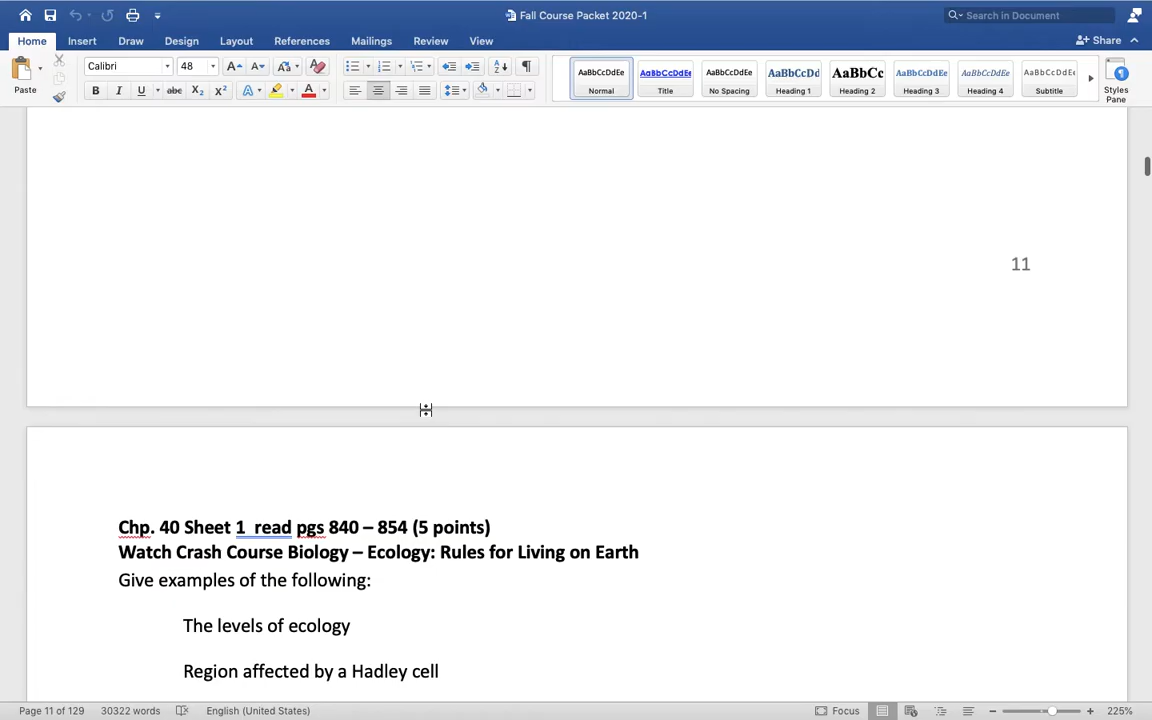 Fall Course Packet 2020-1
Search in Document
Home Insert Draw Design Layout References Mailings Review View
Share
Paste
Calibri 48
AaBbCcDdEe AaBbCcDdEe AaBbCcDdEe AaBbCcDd AaBbCc AaBbCcDdEe AaBbCcDdEe AaBbCcDdEe
Normal Title No Spacing Heading 1 Heading 2 Heading 3 Heading 4 Subtitle
Styles
Pane
11
Chp. 40 Sheet 1 read pgs 840 – 854 (5 points)
Watch Crash Course Biology – Ecology: Rules for Living on Earth
Give examples of the following:
The levels of ecology
Region affected by a Hadley cell
Page 11 of 129 30322 words English (United States) Focus 225%